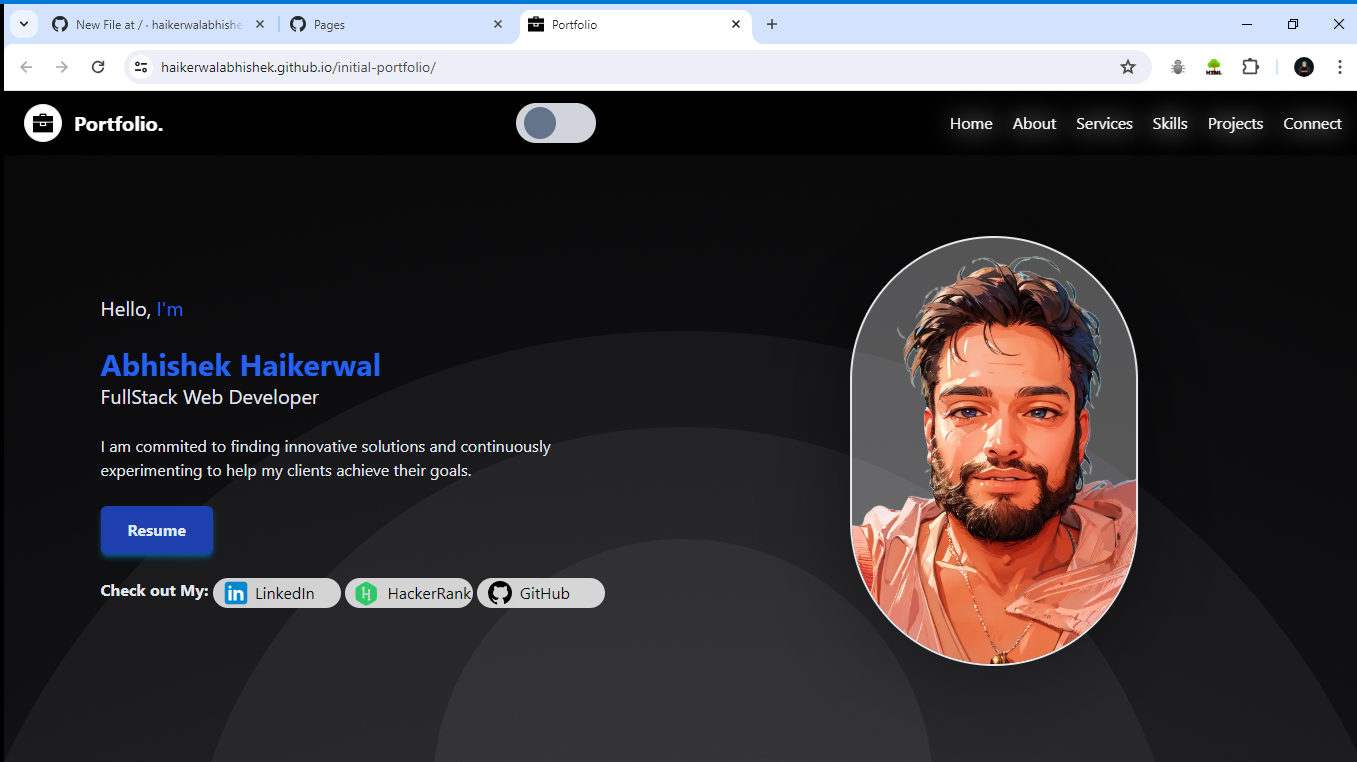 New File at / · haikerwalabhishe
Pages
Portfolio
haikerwalabhishek.github.io/initial-portfolio/
HTML
Portfolio.
Home About Services Skills Projects Connect
Hello, I'm
Abhishek Haikerwal
FullStack Web Developer
I am commited to finding innovative solutions and continuously
experimenting to help my clients achieve their goals.
Resume
Check out My: LinkedIn HackerRank GitHub